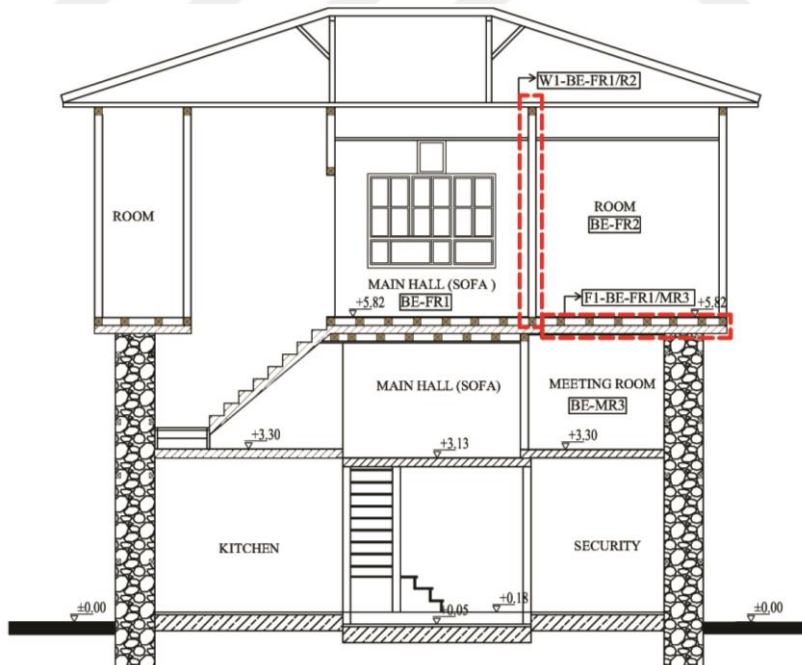 W1-BE-FR1/R2
ROOM
ROOM
BE-FR2
MAIN HALL (SOFA )
BE-FR1
F1-BE-FR1/MR3
+5,82
+5,82
MAIN HALL (SOFA)
MEETING ROOM
BE-MR3
+3,30
+3,13
+3,30
KITCHEN
SECURITY
±0,00
+0,05
+0,18
±0,00